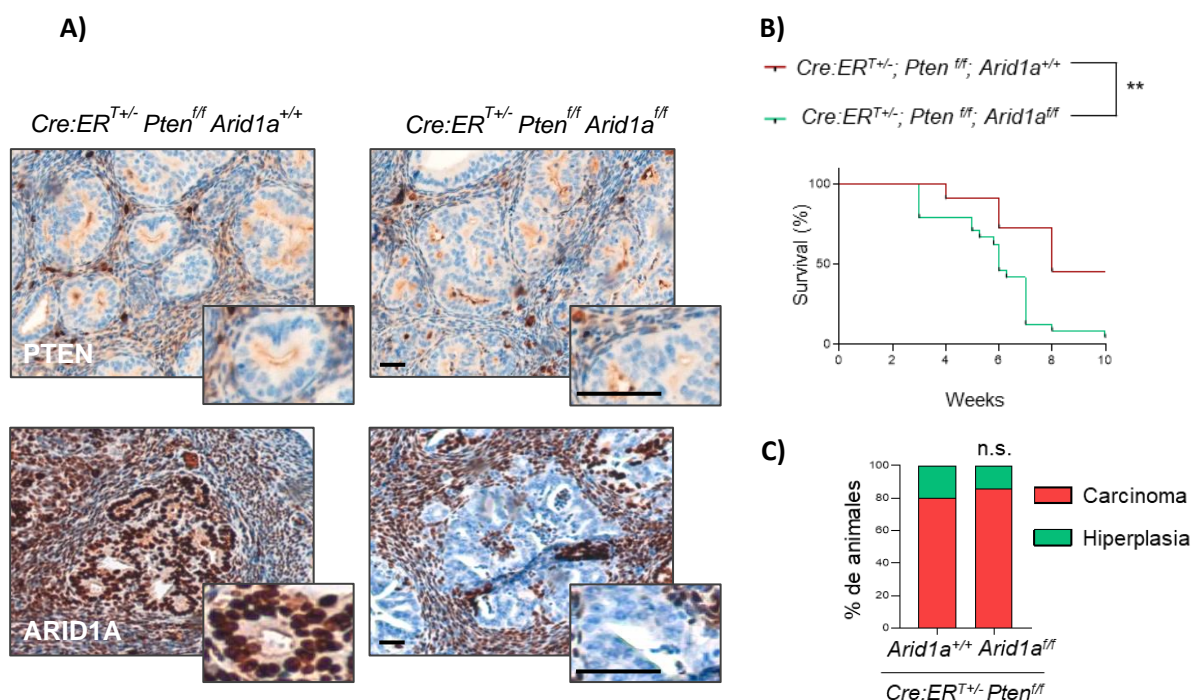 A)
Cre:ER^T+/- Pten^f/f Arid1a^+/+
Cre:ER^T+/- Pten^f/f Arid1a^f/f
PTEN
ARID1A
B)
Cre:ER^T+/-; Pten ^f/f; Arid1a^+/+
Cre:ER^T+/-; Pten ^f/f; Arid1a^f/f
**
Survival (%)
100
50
0
0 2 4 6 8 10
Weeks
C)
n.s.
% de animales
100
80
60
40
20
0
Carcinoma
Hiperplasia
Arid1a^+/+ Arid1a^f/f
Cre:ER^T+/- Pten^f/f